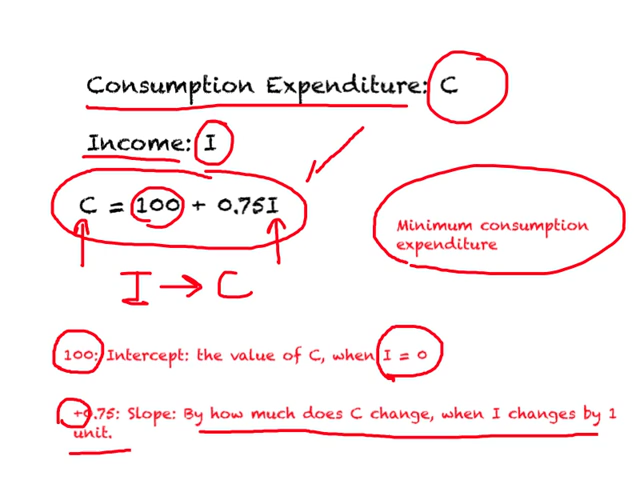 Consumption Expenditure: C
Income: I
C = 100 + 0.75I
Minimum consumption
expenditure
I → C
100: Intercept: the value of C, when I = 0
+0.75: Slope: By how much does C change, when I changes by 1
unit.